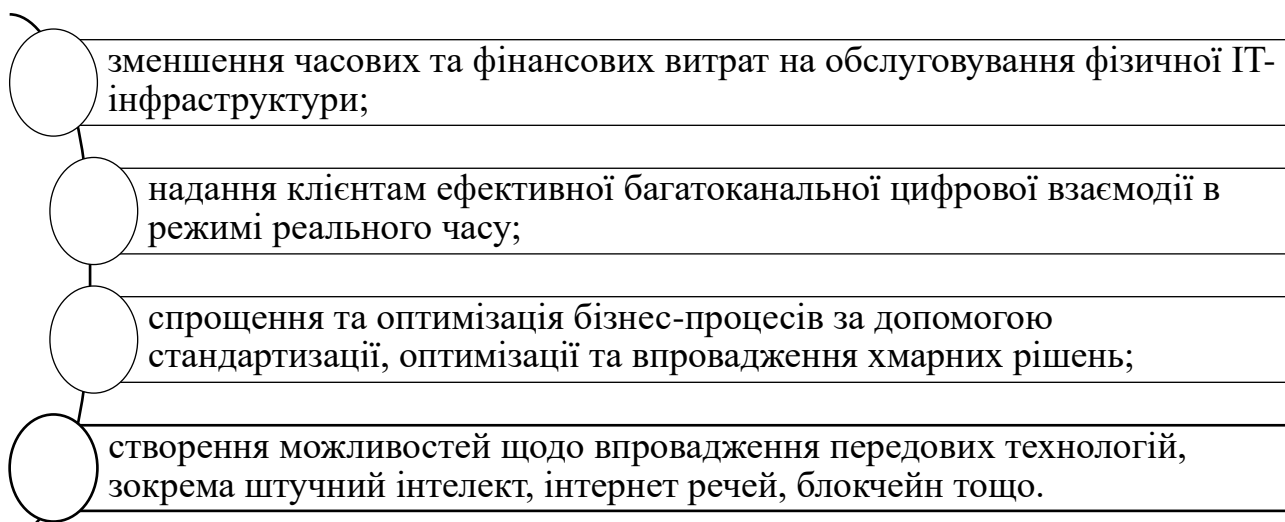 зменшення часових та фінансових витрат на обслуговування фізичної ІТ-
інфраструктури;
надання клієнтам ефективної багатоканальної цифрової взаємодії в
режимі реального часу;
спрощення та оптимізація бізнес-процесів за допомогою
стандартизації, оптимізації та впровадження хмарних рішень;
створення можливостей щодо впровадження передових технологій,
зокрема штучний інтелект, інтернет речей, блокчейн тощо.